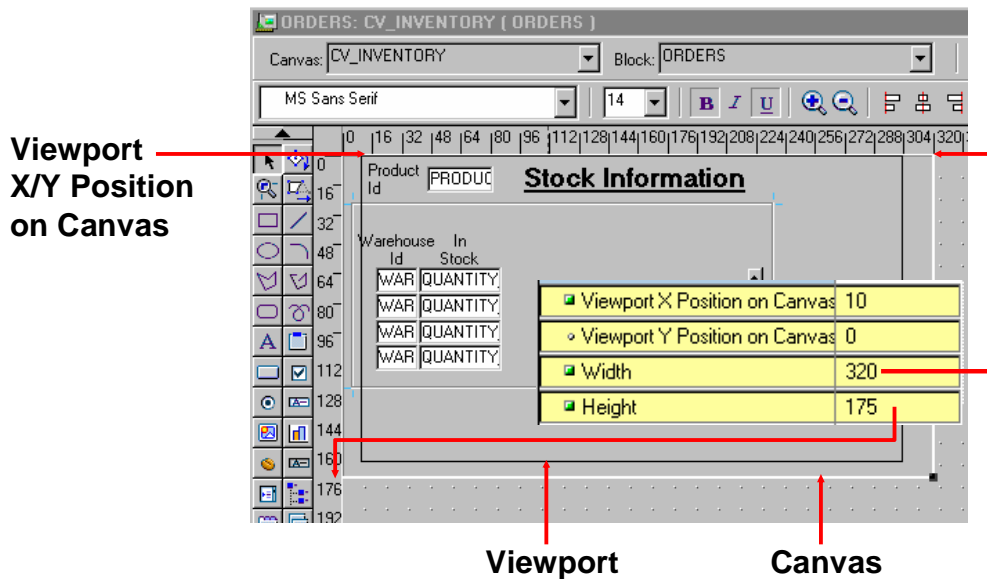 ORDERS: CV_INVENTORY ( ORDERS )
Canvas: CV_INVENTORY Block: ORDERS
MS Sans Serif 14 B I U
0 16 32 48 64 80 96 112 128 144 160 176 192 208 224 240 256 272 288 304 320
Viewport
X/Y Position
on Canvas
0
16
32
48
64
80
96
112
128
144
160
176
192
Product
Id PRODUC Stock Information
Warehouse In
Id Stock
WAR QUANTITY
WAR QUANTITY
WAR QUANTITY
WAR QUANTITY
Viewport X Position on Canvas 10
Viewport Y Position on Canvas 0
Width 320
Height 175
A
Viewport Canvas